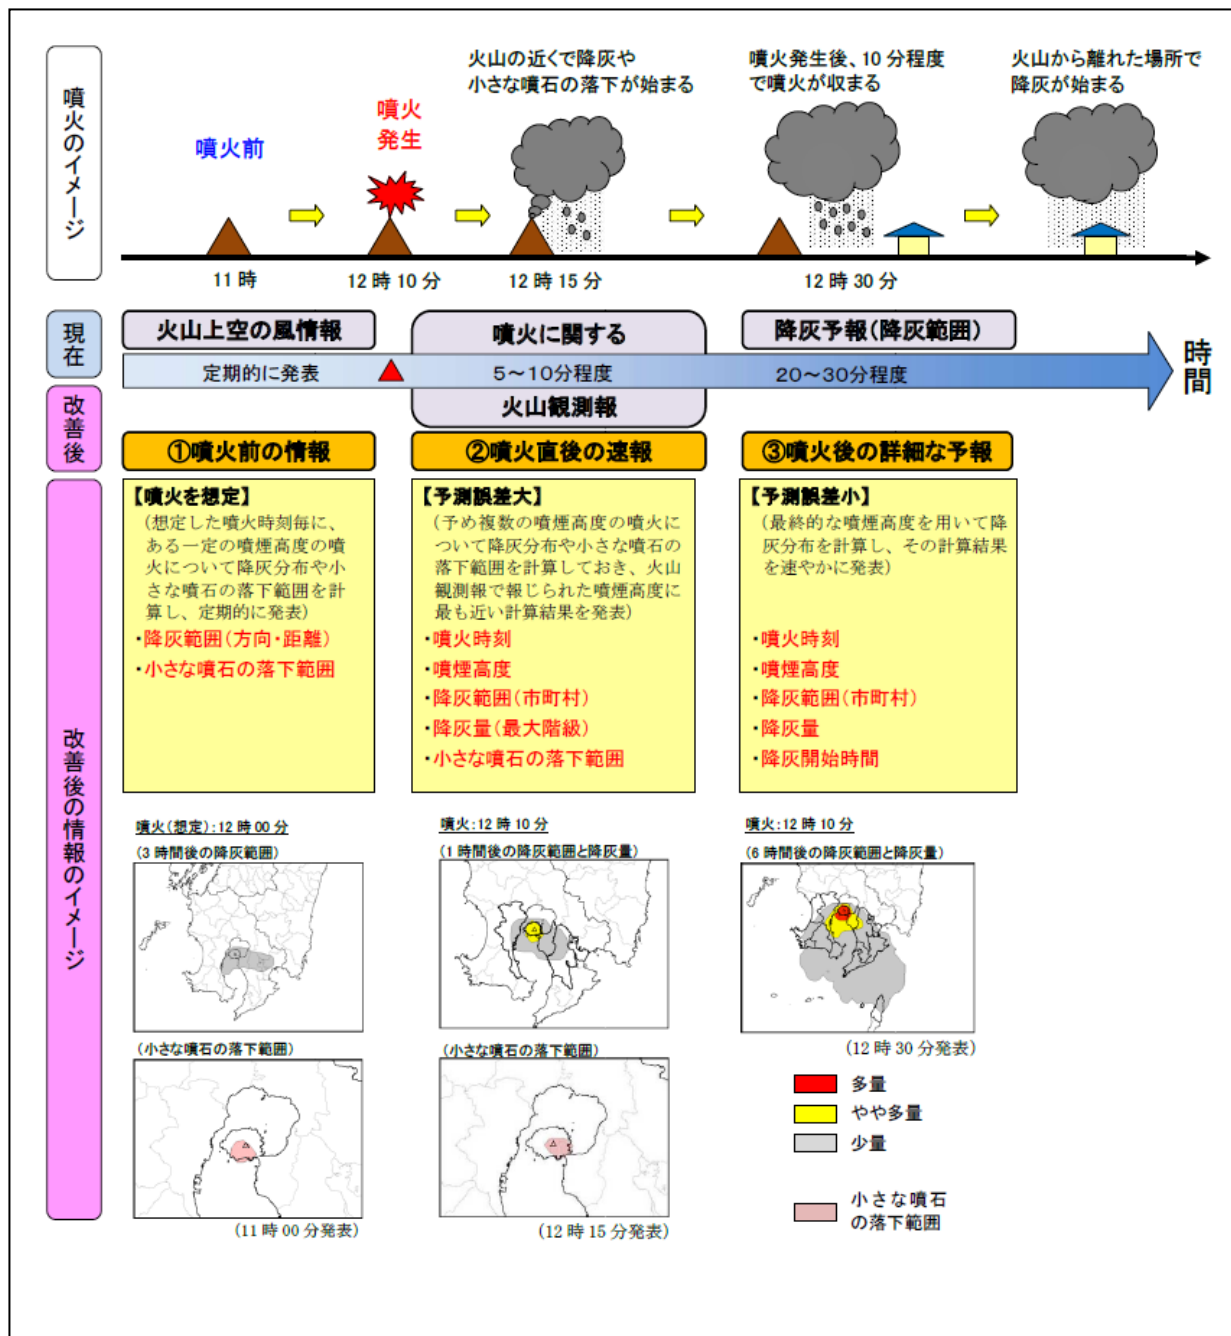 噴火のイメージ
噴火前
噴火
発生
火山の近くで降灰や
小さな噴石の落下が始まる
噴火発生後、10分程度
で噴火が収まる
火山から離れた場所で
降灰が始まる
11時
12時10分
12時15分
12時30分
現在
改善後
火山上空の風情報
噴火に関する
火山観測報
降灰予報(降灰範囲)
定期的に発表
5～10分程度
20～30分程度
時間
①噴火前の情報
②噴火直後の速報
③噴火後の詳細な予報
改善後の情報のイメージ
【噴火を想定】
(想定した噴火時刻毎に、
ある一定の噴煙高度の噴
火について降灰分布や小
さな噴石の落下範囲を計
算し、定期的に発表)
・降灰範囲(方向・距離)
・小さな噴石の落下範囲
【予測誤差大】
(予め複数の噴煙高度の噴火に
ついて降灰分布や小さな噴石の
落下範囲を計算しておき、火山
観測報で報じられた噴煙高度に
最も近い計算結果を発表)
・噴火時刻
・噴煙高度
・降灰範囲(市町村)
・降灰量(最大階級)
・小さな噴石の落下範囲
【予測誤差小】
(最終的な噴煙高度を用いて降
灰分布を計算し、その計算結果
を速やかに発表)
・噴火時刻
・噴煙高度
・降灰範囲(市町村)
・降灰量
・降灰開始時間
噴火(想定):12時00分
(3時間後の降灰範囲)
(小さな噴石の落下範囲)
(11時00分発表)
噴火:12時10分
(1時間後の降灰範囲と降灰量)
(小さな噴石の落下範囲)
(12時15分発表)
噴火:12時10分
(6時間後の降灰範囲と降灰量)
(12時30分発表)
多量
やや多量
少量
小さな噴石
の落下範囲